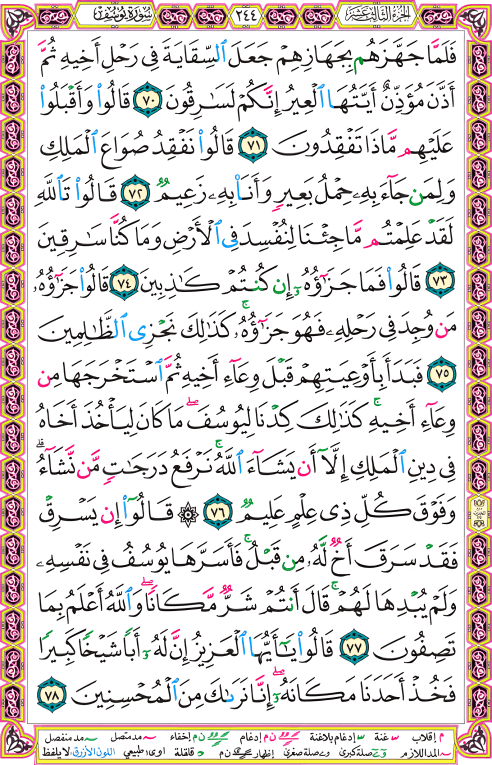 الجزء الثالث عشر ٢٤٤ سورة يوسف
فَلَمَّا جَهَّزَهُم بِجَهَازِهِمْ جَعَلَ ٱلسِّقَايَةَ فِى رَحْلِ أَخِيهِ ثُمَّ
أَذَّنَ مُؤَذِّنٌ أَيَّتُهَا ٱلْعِيرُ إِنَّكُمْ لَسَٰرِقُونَ ٧٠ قَالُوا۟ وَأَقْبَلُوا۟
عَلَيْهِم مَّاذَا تَفْقِدُونَ ٧١ قَالُوا۟ نَفْقِدُ صُوَاعَ ٱلْمَلِكِ
وَلِمَن جَآءَ بِهِۦ حِمْلُ بَعِيرٍ وَأَنَا۠ بِهِۦ زَعِيمٌ ٧٢ قَالُوا۟ تَٱللَّهِ
لَقَدْ عَلِمْتُم مَّا جِئْنَا لِنُفْسِدَ فِى ٱلْأَرْضِ وَمَا كُنَّا سَٰرِقِينَ
٧٣ قَالُوا۟ فَمَا جَزَٰٓؤُهُۥٓ إِن كُنتُمْ كَٰذِبِينَ ٧٤ قَالُوا۟ جَزَٰٓؤُهُۥ
مَن وُجِدَ فِى رَحْلِهِۦ فَهُوَ جَزَٰٓؤُهُۥ ۚ كَذَٰلِكَ نَجْزِى ٱلظَّٰلِمِينَ
٧٥ فَبَدَأَ بِأَوْعِيَتِهِمْ قَبْلَ وِعَآءِ أَخِيهِ ثُمَّ ٱسْتَخْرَجَهَا مِن
وِعَآءِ أَخِيهِ ۚ كَذَٰلِكَ كِدْنَا لِيُوسُفَ ۖ مَا كَانَ لِيَأْخُذَ أَخَاهُ
فِى دِينِ ٱلْمَلِكِ إِلَّآ أَن يَشَآءَ ٱللَّهُ ۚ نَرْفَعُ دَرَجَٰتٍ مَّن نَّشَآءُ ۗ
وَفَوْقَ كُلِّ ذِى عِلْمٍ عَلِيمٌ ٧٦ ۞ قَالُوٓا۟ إِن يَسْرِقْ
فَقَدْ سَرَقَ أَخٌ لَّهُۥ مِن قَبْلُ ۚ فَأَسَرَّهَا يُوسُفُ فِى نَفْسِهِۦ
وَلَمْ يُبْدِهَا لَهُمْ ۚ قَالَ أَنتُمْ شَرٌّ مَّكَانًا ۖ وَٱللَّهُ أَعْلَمُ بِمَا
تَصِفُونَ ٧٧ قَالُوا۟ يَٰٓأَيُّهَا ٱلْعَزِيزُ إِنَّ لَهُۥٓ أَبًا شَيْخًا كَبِيرًا
فَخُذْ أَحَدَنَا مَكَانَهُۥٓ ۖ إِنَّا نَرَىٰكَ مِنَ ٱلْمُحْسِنِينَ ٧٨
م إقلاب س غنة إدغام بلاغنة ن م إدغام ن م إخفاء مد متصل مد منفصل
المد اللازم صلة كبرى و ے صلة صغرى إظهار قلقلة اوى طبيعي اللون الأزرق لا يلفظ